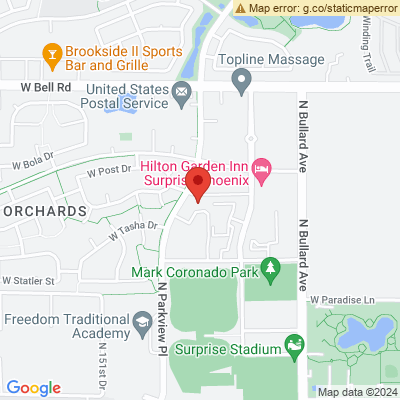 Map error: g.co/staticmaperror
Brookside II Sports
Bar and Grille
Topline Massage
Winding Trail
W Bell Rd
United States
Postal Service
N Bullard Ave
W Bola Dr
W Post Dr
Hilton Garden Inn
Surprise Phoenix
ORCHARDS
W Tasha Dr
N Bullard Ave
Mark Coronado Park
W Statler St
N Parkview Pl
W Paradise Ln
Freedom Traditional
Academy
N 151st Dr
Surprise Stadium
Google
Map data ©2024